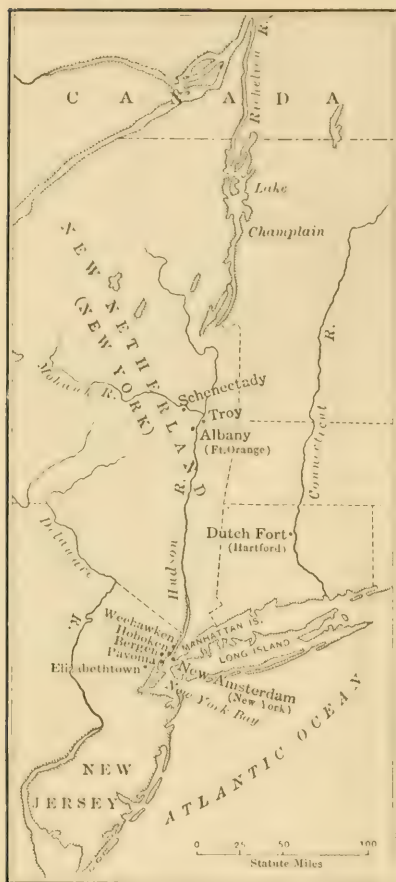 CANADA
Richelieu R.
Lake
Champlain
NEW NETHERLAND
(NEW YORK)
Mohawk R.
Schenectady
Troy
Albany
(Ft.Orange)
Connecticut R.
Hudson R.
Delaware R.
Dutch Fort
(Hartford)
Weehawken
Hoboken
Bergen
Pavonia
Elizabethtown
MANHATTAN IS.
LONG ISLAND
New Amsterdam
(New York)
New York Bay
NEW
JERSEY
ATLANTIC OCEAN
0 25 50 100
Statute Miles